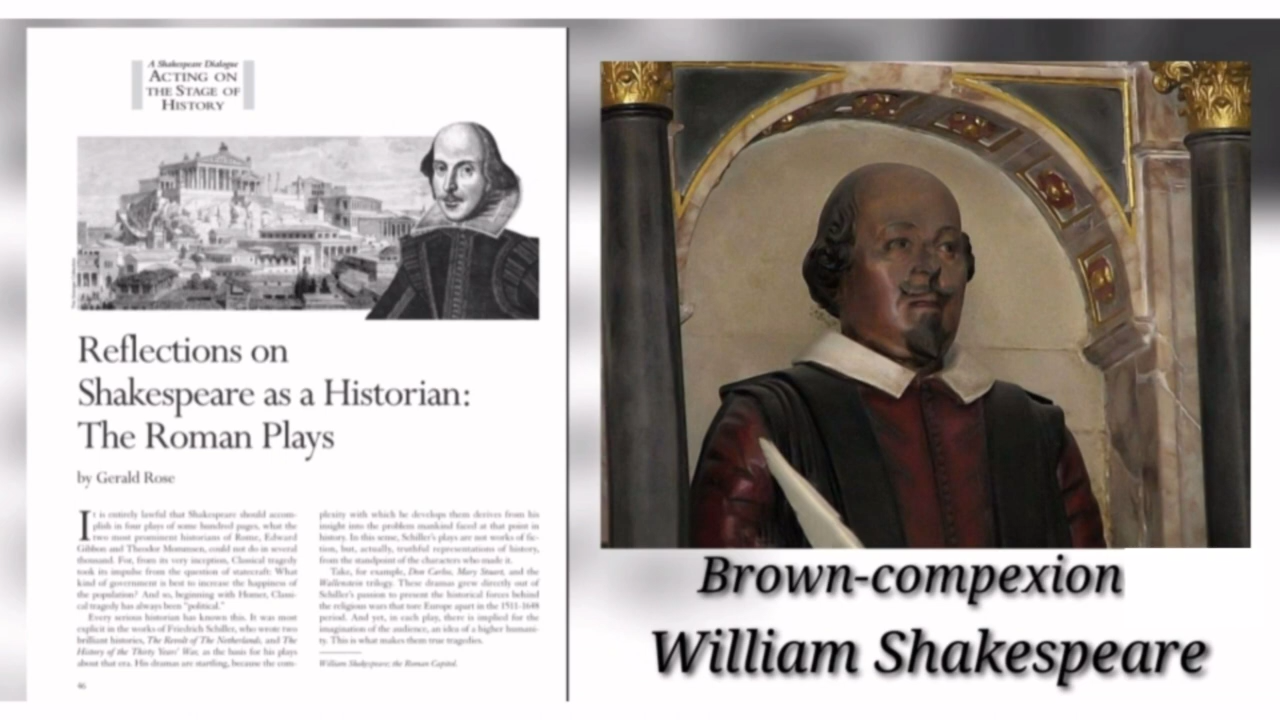 A Shakespeare Dialogue
ACTING ON
THE STAGE OF
HISTORY
Reflections on
Shakespeare as a Historian:
The Roman Plays
by Gerald Rose
It is entirely lawful that Shakespeare should accom-
plish in four plays of some hundred pages, what the
two most prominent historians of Rome, Edward
Gibbon and Theodor Mommsen, could not do in several
thousand. For, from its very inception, Classical tragedy
took its impulse from the question of statecraft: What
kind of government is best to increase the happiness of
the population? And so, beginning with Homer, Classi-
cal tragedy has always been "political."
Every serious historian has known this. It was most
explicit in the works of Friedrich Schiller, who wrote two
brilliant histories, The Revolt of The Netherlands, and The
History of the Thirty Years' War, as the basis for his plays
about that era. His dramas are startling, because the com-
46
plexity with which he develops them derives from his
insight into the problem mankind faced at that point in
history. In this sense, Schiller's plays are not works of fic-
tion, but, actually, truthful representations of history,
from the standpoint of the characters who made it.
Take, for example, Don Carlos, Mary Stuart, and the
Wallenstein trilogy. These dramas grew directly out of
Schiller's passion to present the historical forces behind
the religious wars that tore Europe apart in the 1511-1648
period. And yet, in each play, there is implied for the
imagination of the audience, an idea of a higher humani-
ty. This is what makes them true tragedies.
William Shakespeare; the Roman Capitol.
Brown-compexion
William Shakespeare